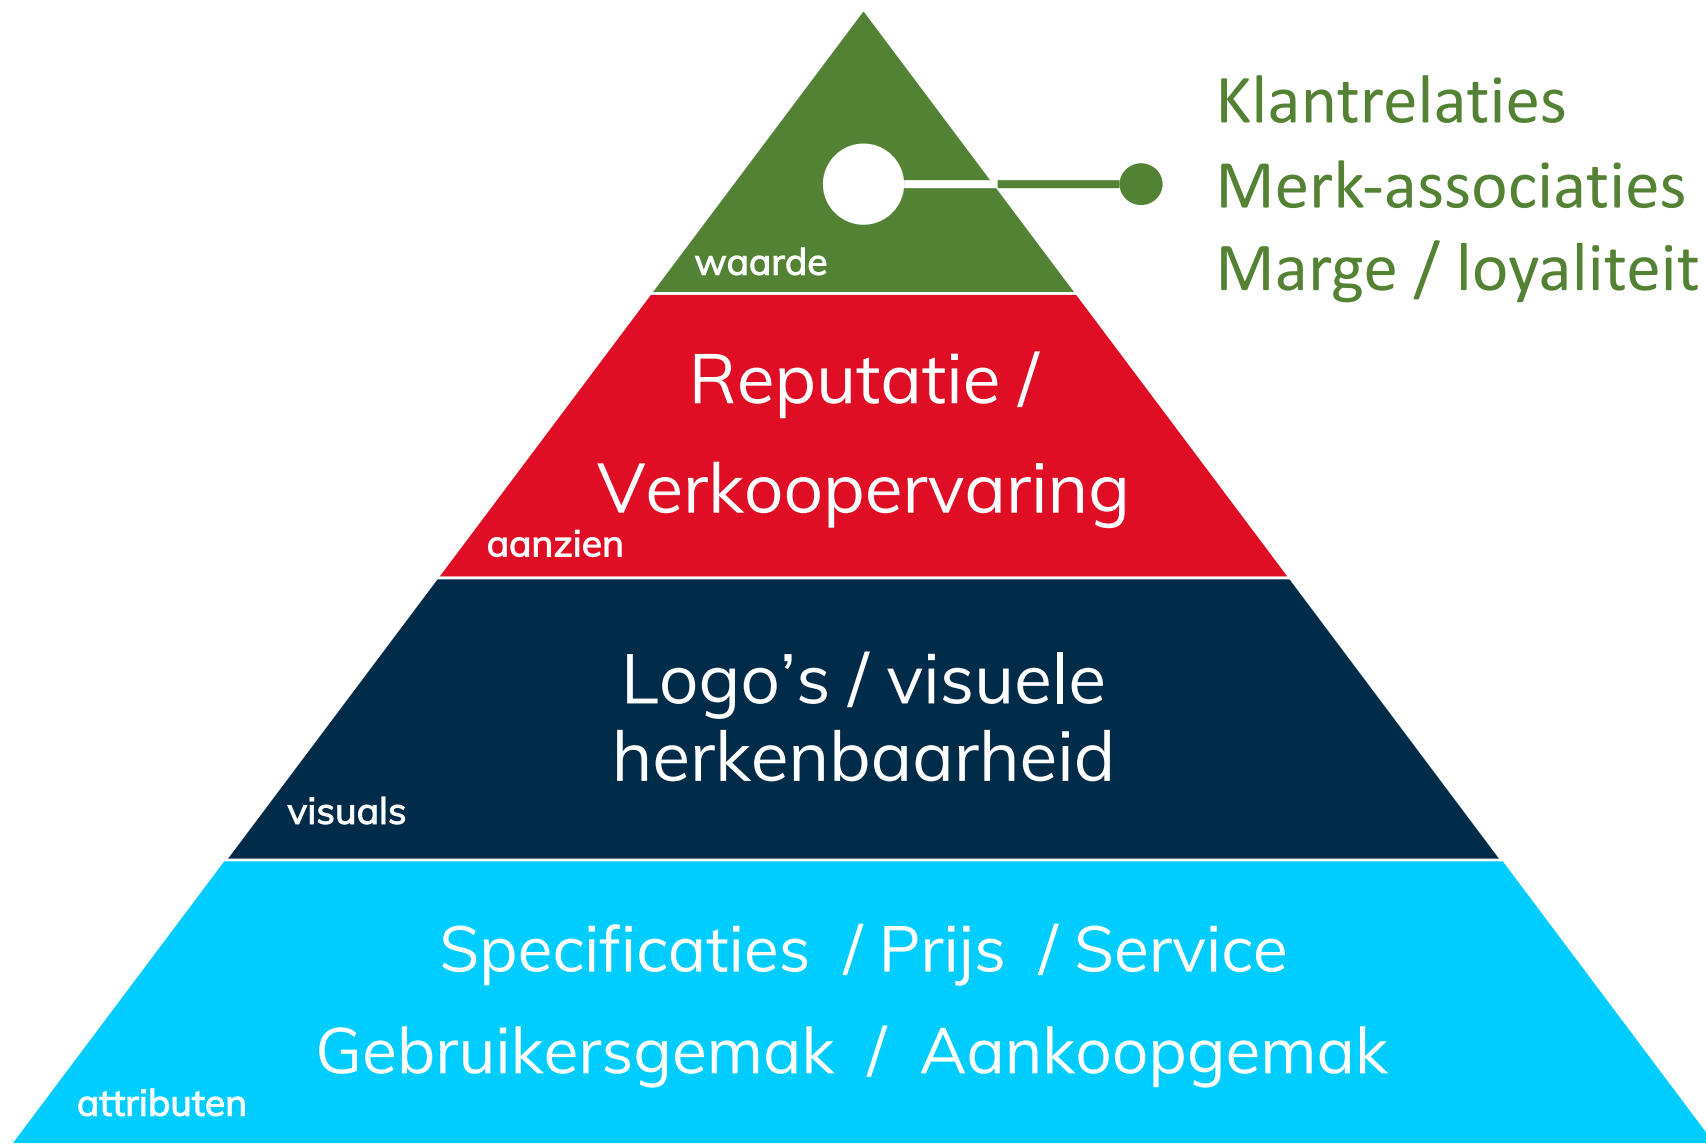 Klantrelaties
Merk-associaties
Marge / loyaliteit
waarde
Reputatie /
Verkoopervaring
aanzien
Logo’s / visuele
herkenbaarheid
visuals
Specificaties / Prijs / Service
Gebruikersgemak / Aankoopgemak
attributen